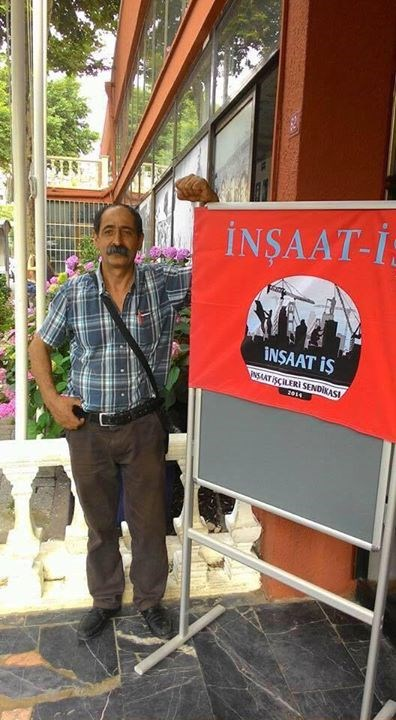 İNŞAAT-İŞ
İNŞAAT İŞ
İNŞAAT İŞÇİLERİ SENDİKASI
2014